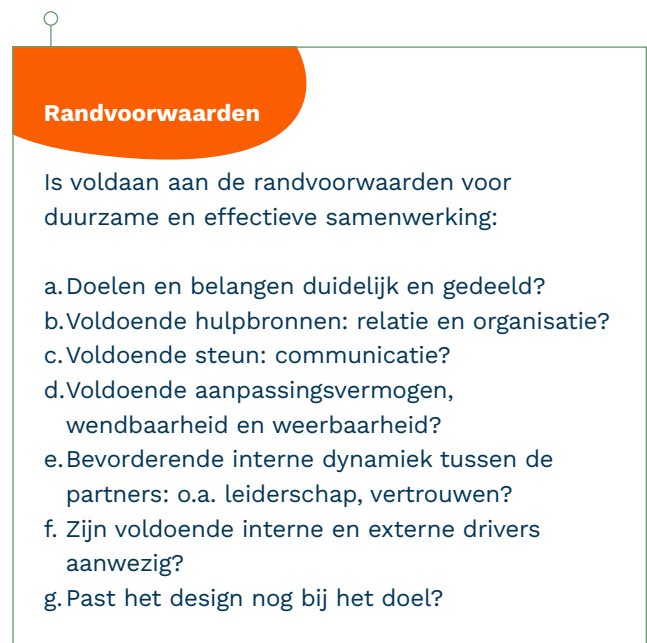 Randvoorwaarden
Is voldaan aan de randvoorwaarden voor
duurzame en effectieve samenwerking:
a. Doelen en belangen duidelijk en gedeeld?
b. Voldoende hulpbronnen: relatie en organisatie?
c. Voldoende steun: communicatie?
d. Voldoende aanpassingsvermogen,
wendbaarheid en weerbaarheid?
e. Bevorderende interne dynamiek tussen de
partners: o.a. leiderschap, vertrouwen?
f. Zijn voldoende interne en externe drivers
aanwezig?
g. Past het design nog bij het doel?